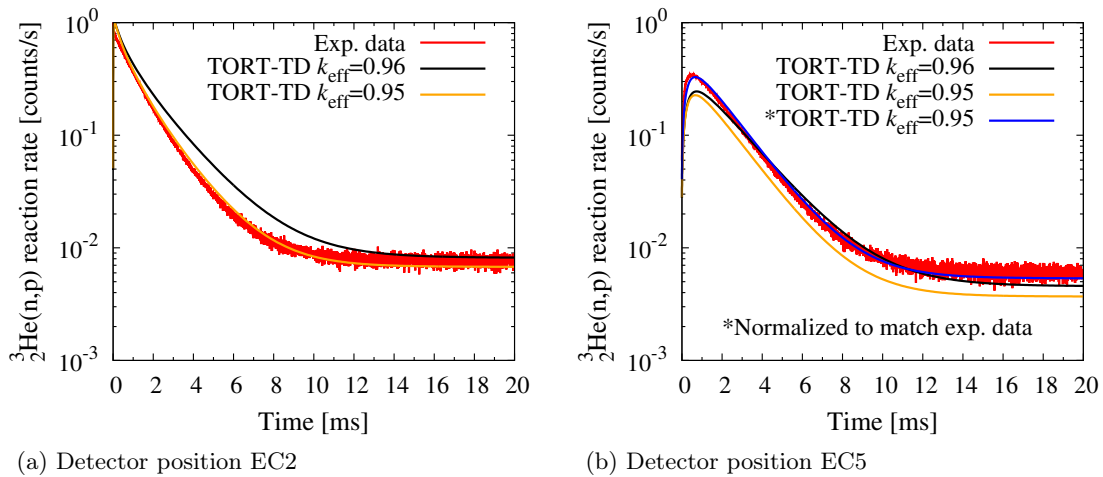 Exp. data
TORT-TD k_eff=0.96
TORT-TD k_eff=0.95
10^0
10^-1
10^-2
10^-3
^3_2He(n,p) reaction rate [counts/s]
0 2 4 6 8 10 12 14 16 18 20
Time [ms]
(a) Detector position EC2
Exp. data
TORT-TD k_eff=0.96
TORT-TD k_eff=0.95
*TORT-TD k_eff=0.95
*Normalized to match exp. data
10^0
10^-1
10^-2
10^-3
^3_2He(n,p) reaction rate [counts/s]
0 2 4 6 8 10 12 14 16 18 20
Time [ms]
(b) Detector position EC5